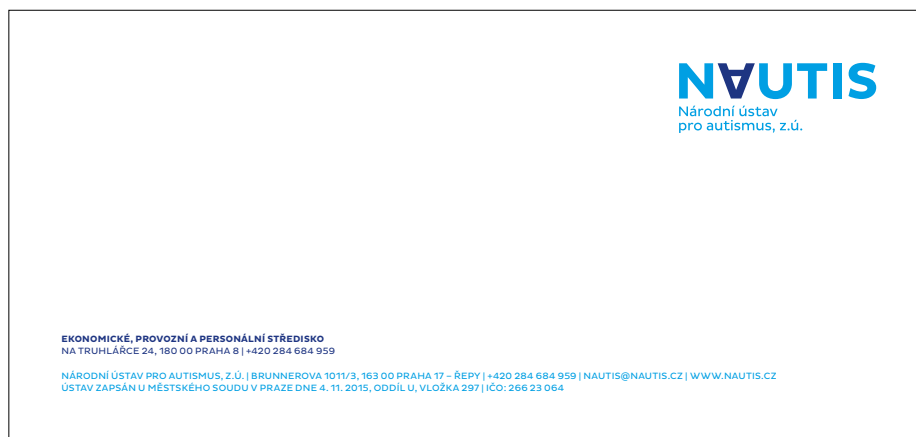 NAUTIS
Národní ústav
pro autismus, z.ú.
EKONOMICKÉ, PROVOZNÍ A PERSONÁLNÍ STŘEDISKO
NA TRUHLÁŘCE 24, 180 00 PRAHA 8 | +420 284 684 959
NÁRODNÍ ÚSTAV PRO AUTISMUS, Z.Ú. | BRUNNEROVA 1011/3, 163 00 PRAHA 17 – ŘEPY | +420 284 684 959 | NAUTIS@NAUTIS.CZ | WWW.NAUTIS.CZ
ÚSTAV ZAPSÁN U MĚSTSKÉHO SOUDU V PRAZE DNE 4. 11. 2015, ODDÍL U, VLOŽKA 297 | IČO: 266 23 064